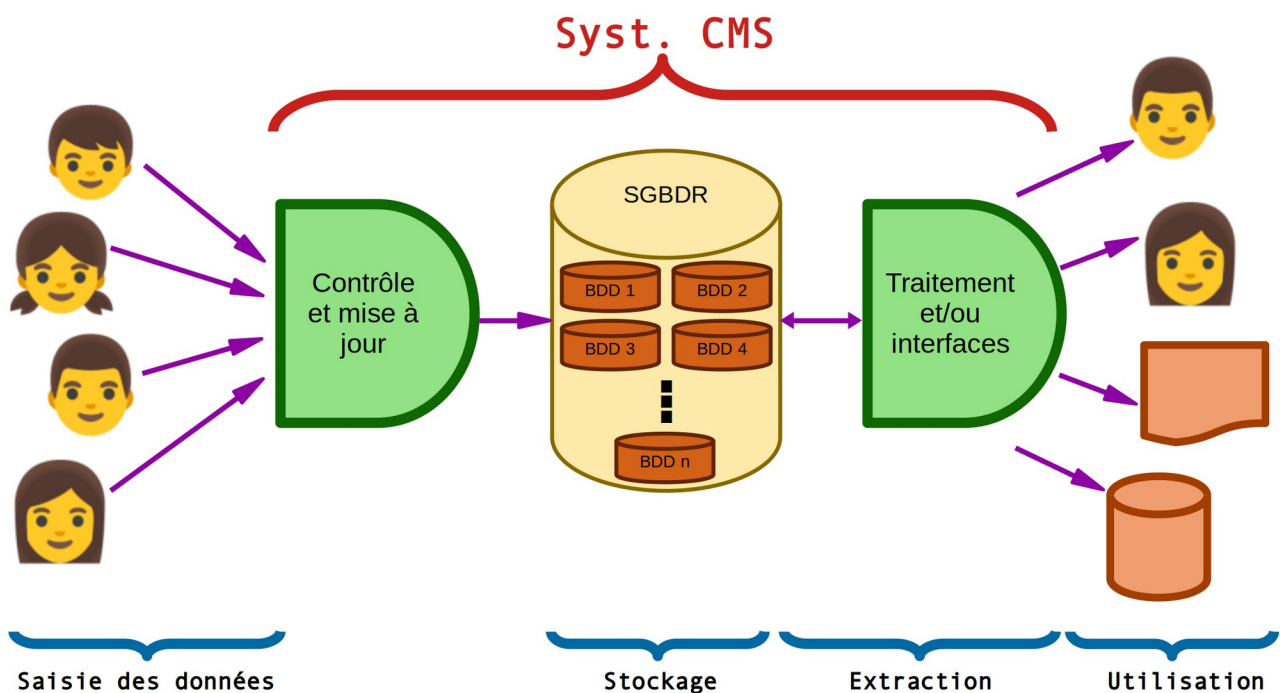 Syst. CMS
SGBDR
Contrôle
et mise à
jour
BDD 1
BDD 2
BDD 3
BDD 4
BDD n
Traitement
et/ou
interfaces
Saisie des données
Stockage
Extraction
Utilisation